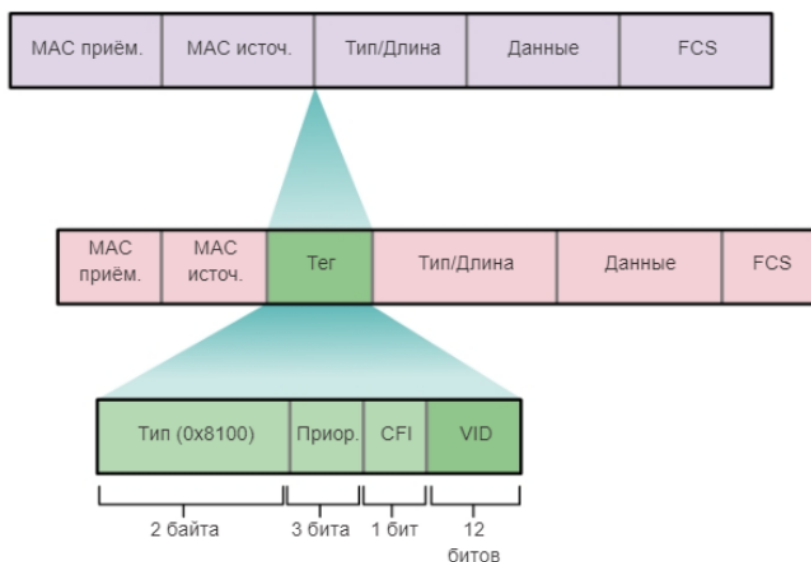 MAC приём. MAC источ. Тип/Длина Данные FCS
MAC приём. MAC источ. Тег Тип/Длина Данные FCS
Тип (0x8100) Приор. CFI VID
2 байта 3 бита 1 бит 12 битов